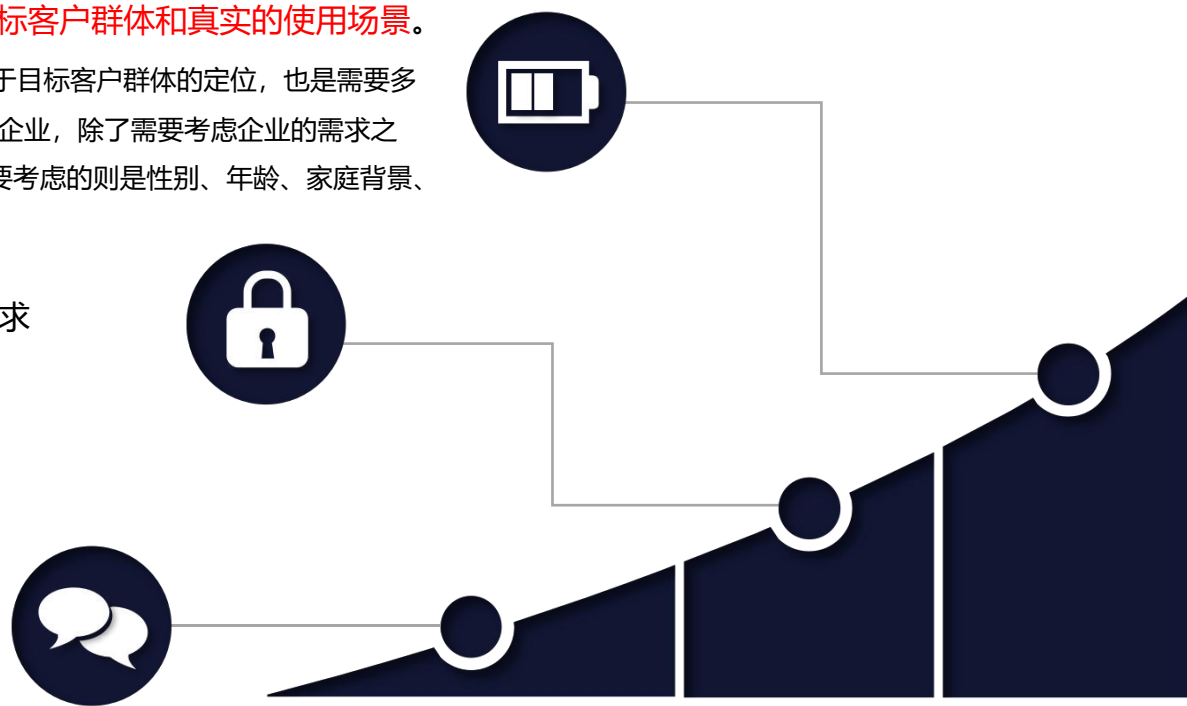 标客户群体和真实的使用场景。
于目标客户群体的定位，也是需要多
企业，除了需要考虑企业的需求之
要考虑的则是性别、年龄、家庭背景、
求